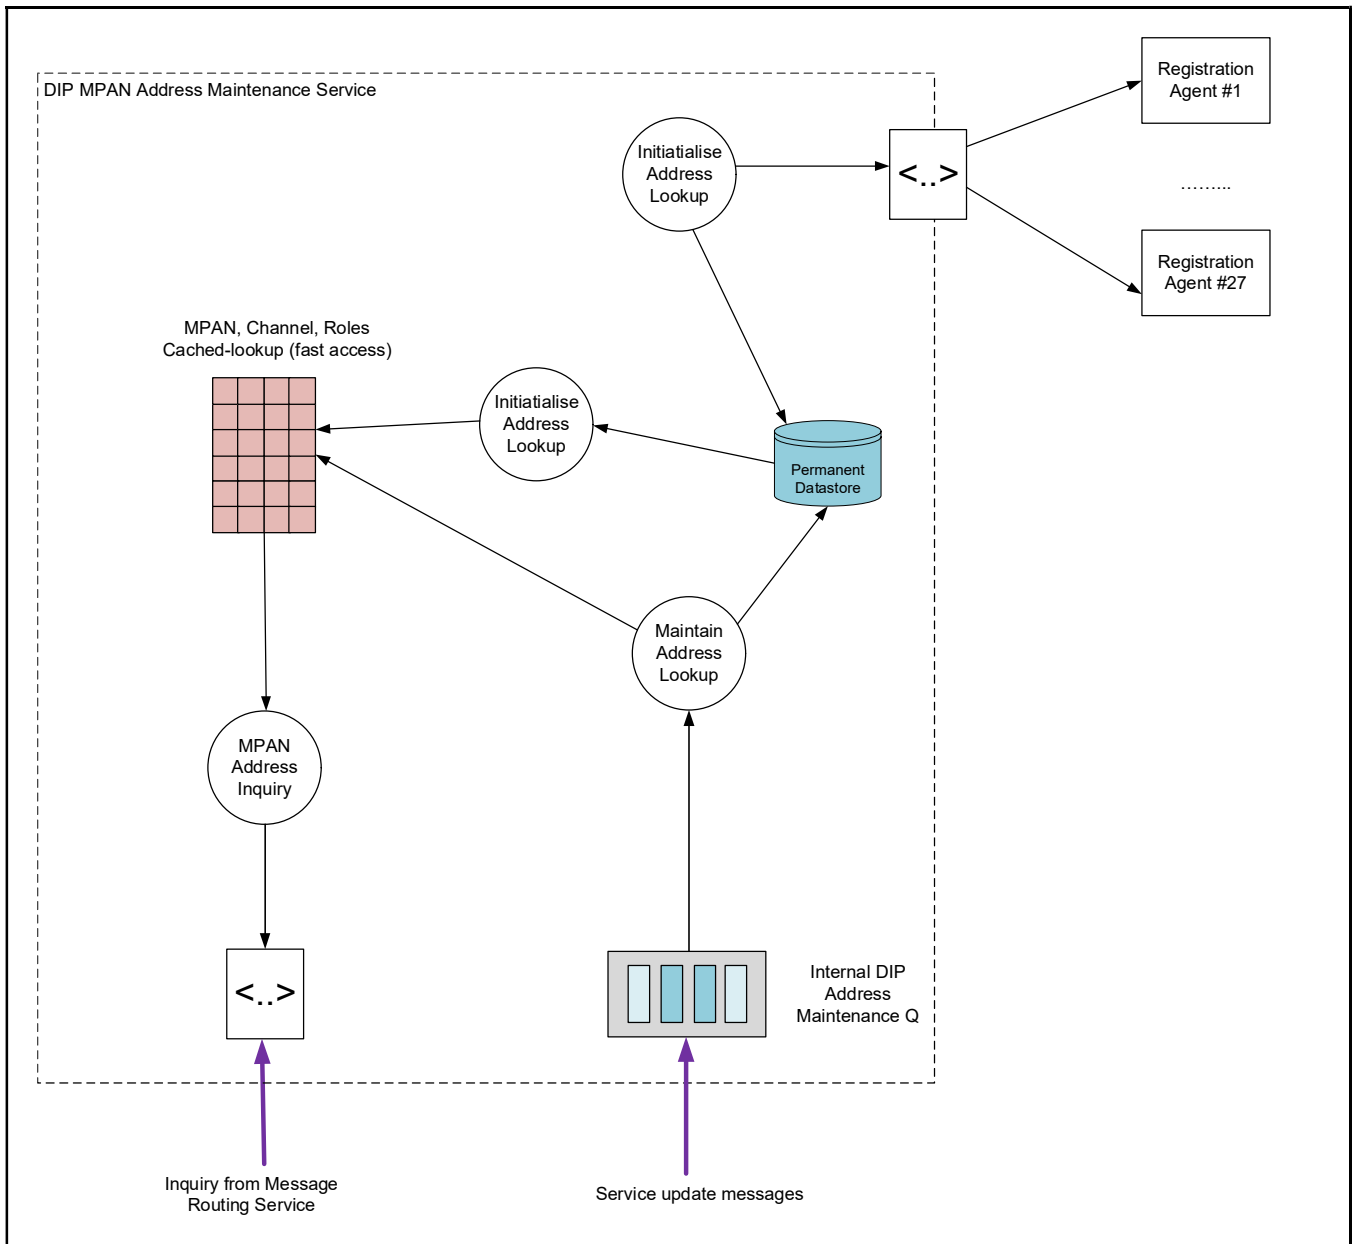 Registration
Agent #1
DIP MPAN Address Maintenance Service
Initiatialise
Address
Lookup
<..>
.........
Registration
Agent #27
MPAN, Channel, Roles
Cached-lookup (fast access)
Initiatialise
Address
Lookup
Permanent
Datastore
Maintain
Address
Lookup
MPAN
Address
Inquiry
<..>
Internal DIP
Address
Maintenance Q
Inquiry from Message
Routing Service
Service update messages